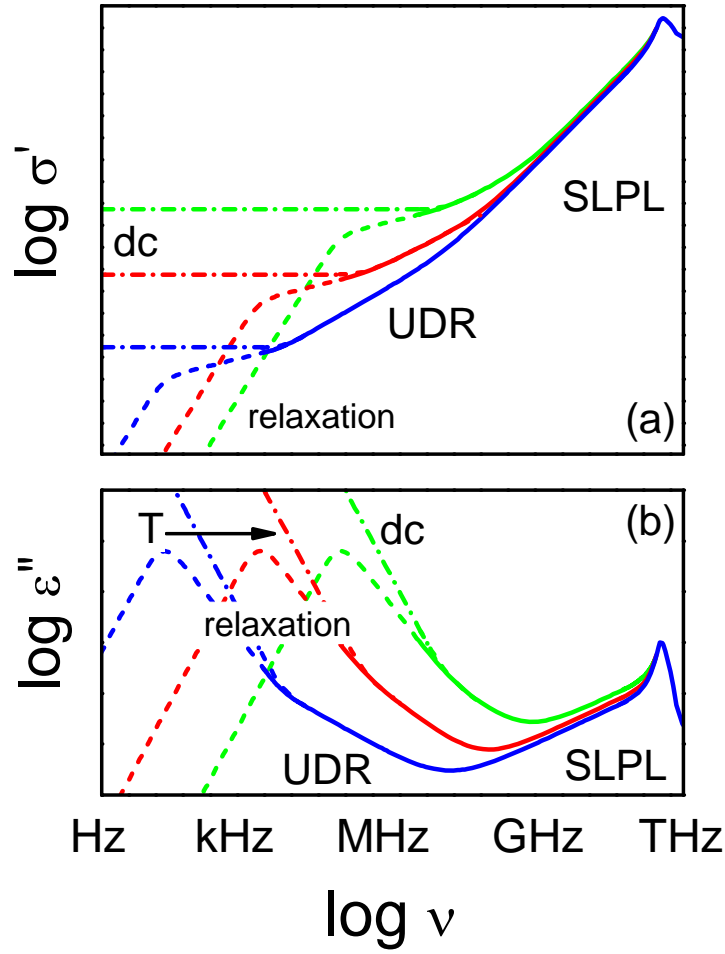 log σ'
SLPL
dc
UDR
relaxation
(a)
log ε"
T
dc
(b)
relaxation
UDR
SLPL
Hz kHz MHz GHz THz
log ν